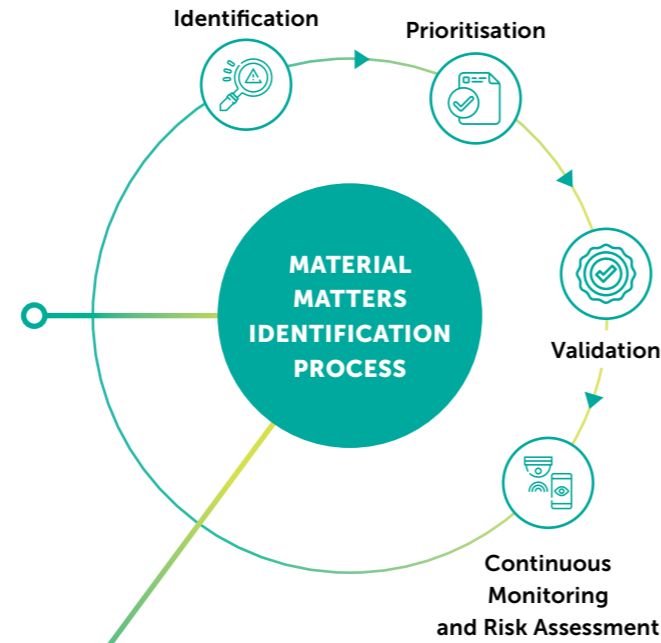 Identification
Prioritisation
MATERIAL
MATTERS
IDENTIFICATION
PROCESS
Validation
Continuous
Monitoring
and Risk Assessment